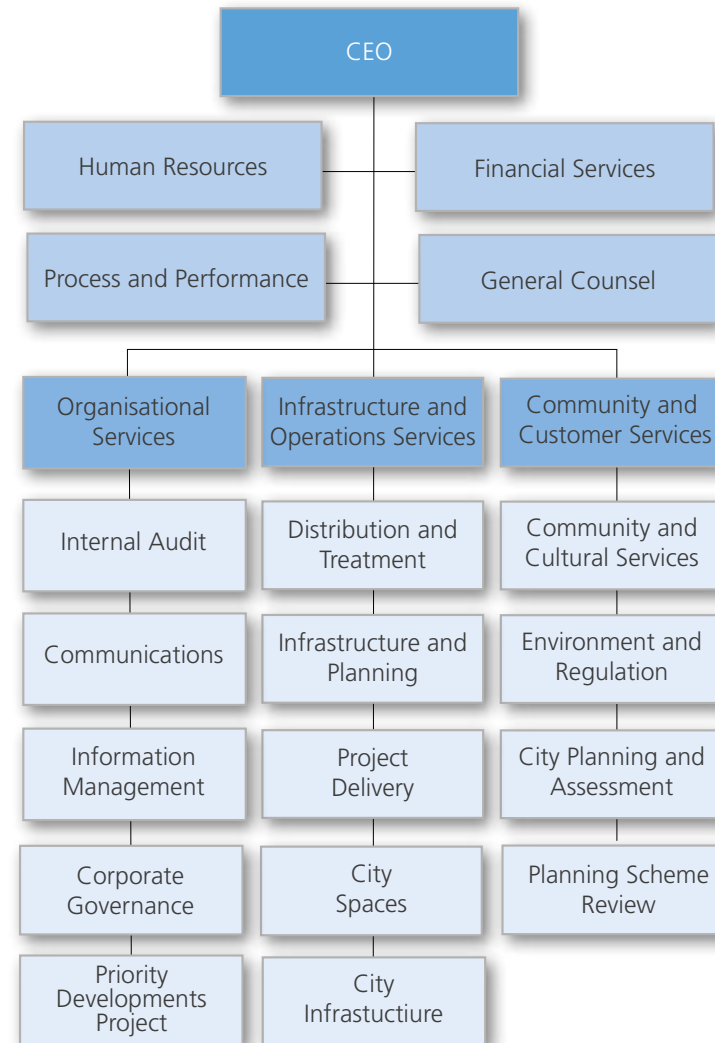 CEO
Human Resources
Financial Services
Process and Performance
General Counsel
Organisational
Services
Infrastructure and
Operations Services
Community and
Customer Services
Internal Audit
Distribution and
Treatment
Community and
Cultural Services
Communications
Infrastructure and
Planning
Environment and
Regulation
Information
Management
Project
Delivery
City Planning and
Assessment
Corporate
Governance
City
Spaces
Planning Scheme
Review
Priority
Developments
Project
City
Infrastuctiure